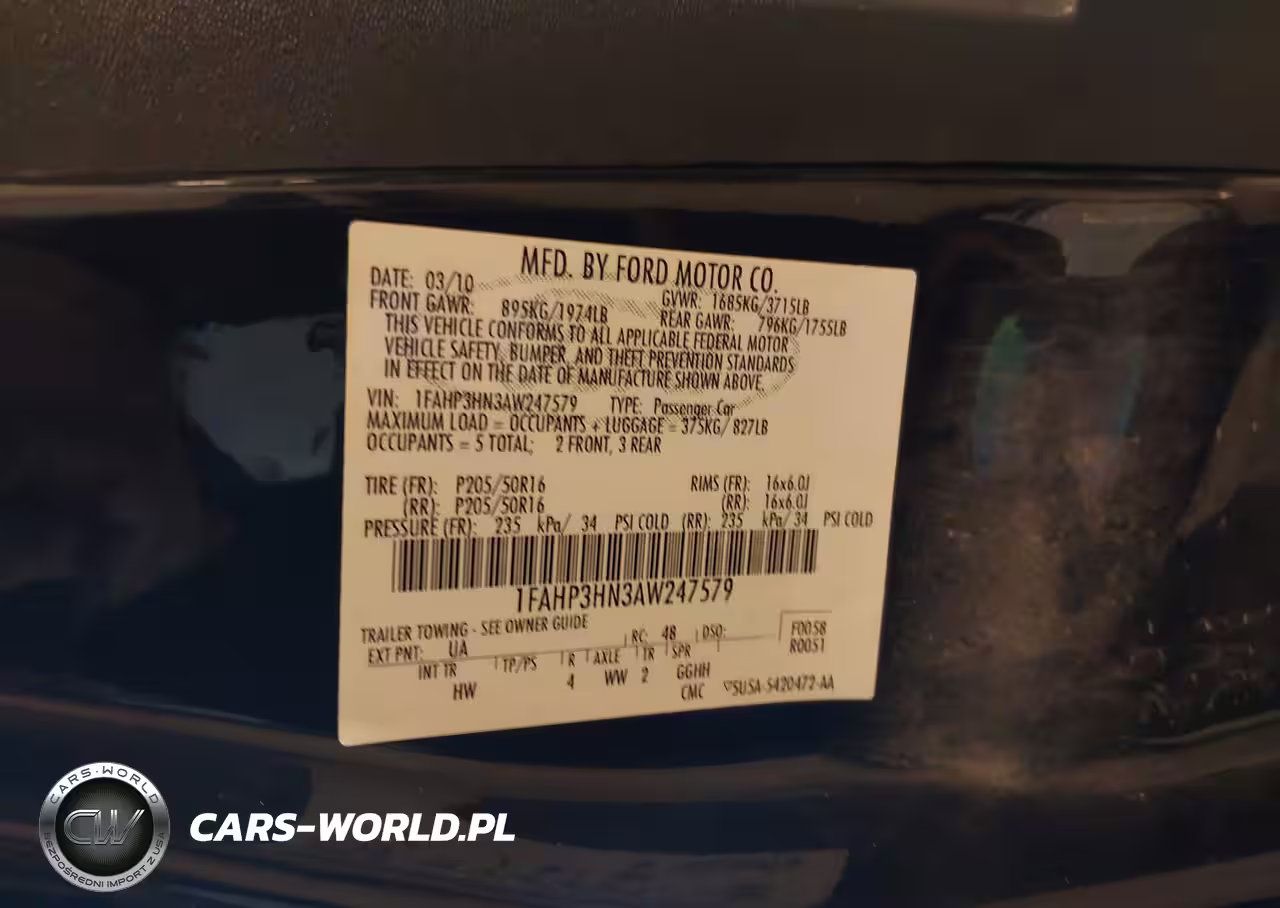 MFD. BY FORD MOTOR CO.
DATE: 03/10
GVWR: 1685KG/3715LB
FRONT GAWR: 895KG/1974LB
REAR GAWR: 796KG/1755LB
THIS VEHICLE CONFORMS TO ALL APPLICABLE FEDERAL MOTOR
VEHICLE SAFETY, BUMPER, AND THEFT PREVENTION STANDARDS
IN EFFECT ON THE DATE OF MANUFACTURE SHOWN ABOVE.
VIN: 1FAHP3HN3AW247579 TYPE: Passenger Car
MAXIMUM LOAD = OCCUPANTS + LUGGAGE = 375KG/ 827LB
OCCUPANTS = 5 TOTAL; 2 FRONT, 3 REAR
TIRE (FR): P205/50R16 RIMS (FR): 16x6.0J
(RR): P205/50R16 (RR): 16x6.0J
PRESSURE (FR): 235 kPa/ 34 PSI COLD (RR): 235 kPa/ 34 PSI COLD
1FAHP3HN3AW247579
TRAILER TOWING - SEE OWNER GUIDE
EXT PNT: UA RC: 48 DSO:
F0058
R0051
INT TR TP/PS R AXLE TR SPR
HW 4 WW 2 GGHH
CMC
5U5A-5420472-AA
CARS-WORLD
CW
BEZPOŚREDNI IMPORT Z USA
CARS-WORLD.PL